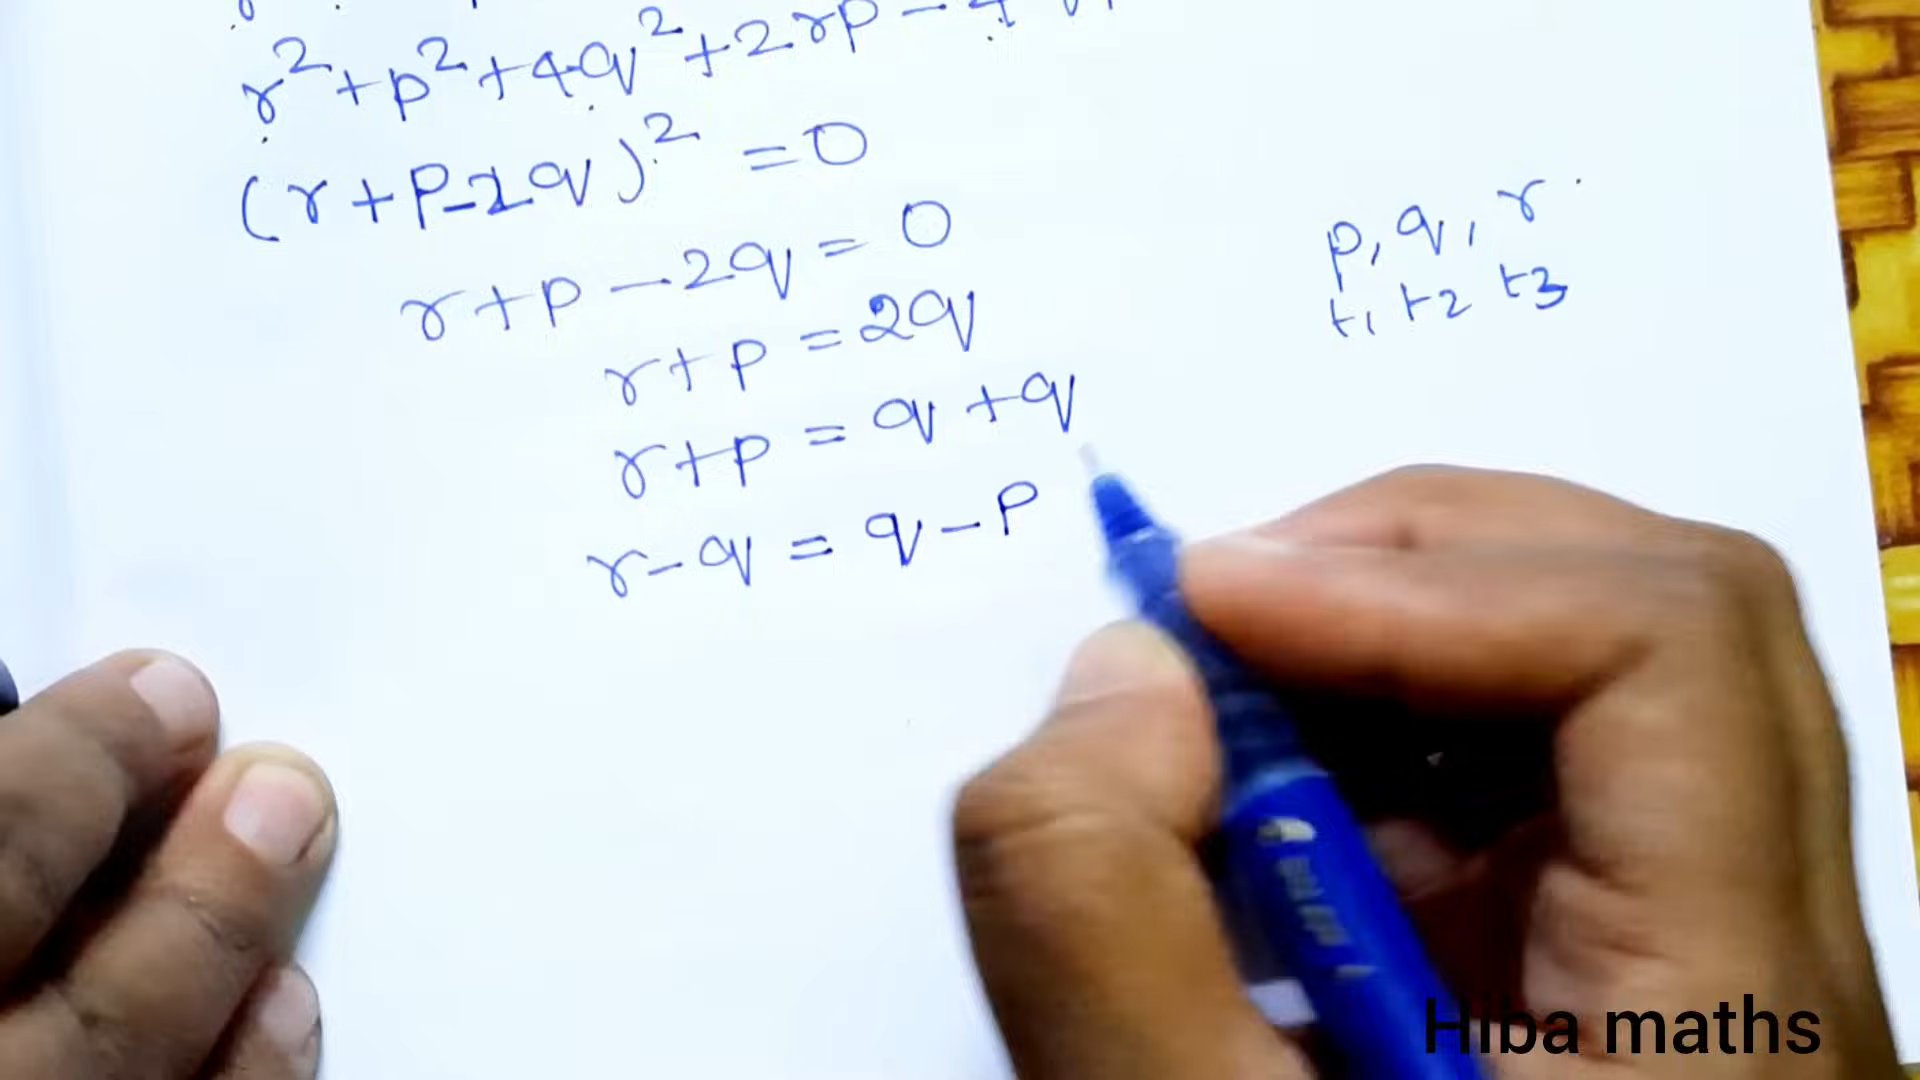 r² + p² + 4q² + 2rp -
(r + p - 2q)² = 0
r + p - 2q = 0
r + p = 2q
r + p = q + q
r - q = q - p
p, q, r
t1 t2 t3
Hiba maths